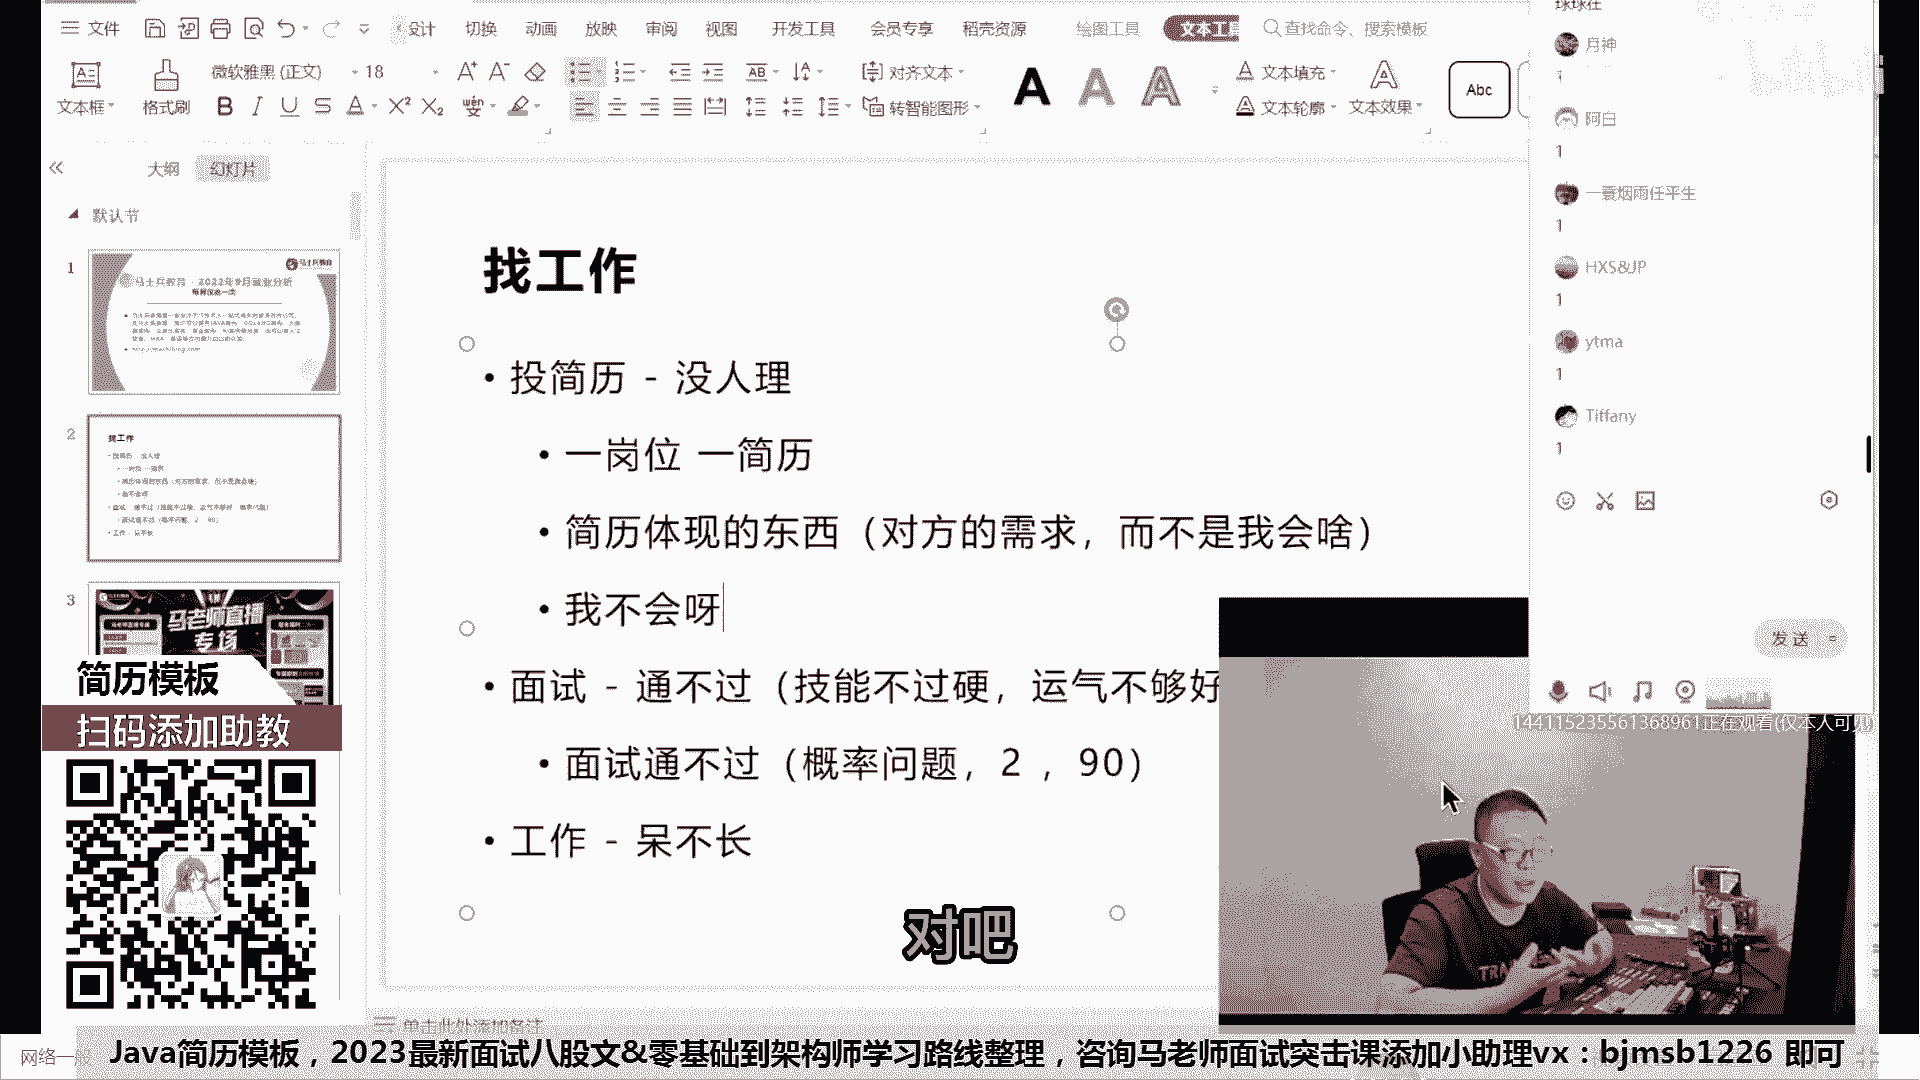 文件
设计
切换
动画
放映
审阅
视图
开发工具
会员专享
稻壳资源
绘图工具
文本工
查找命令、搜索模板
微软雅黑 (正文)
18
对齐文本
文本填充
Abc
文本框
格式刷
转智能图形
文本轮廓
文本效果
大纲
幻灯片
默认节
1
2
3
找工作
• 投简历 - 没人理
• 一岗位 一简历
• 简历体现的东西（对方的需求，而不是我会啥）
• 我不会呀
• 面试 - 通不过（技能不过硬，运气不够好
• 面试通不过（概率问题，2 ，90）
• 工作 - 呆不长
马老师直播
专场
简历模板
扫码添加助教
对吧
单击此处添加备注
月神
1
阿白
1
一蓑烟雨任平生
1
HXS&JP
1
ytma
1
Tiffany
1
发送
144115235561368961正在观看(仅本人可见)
网络一般
Java简历模板，2023最新面试八股文&零基础到架构师学习路线整理，咨询马老师面试突击课添加小助理vx：bjmsb1226 即可